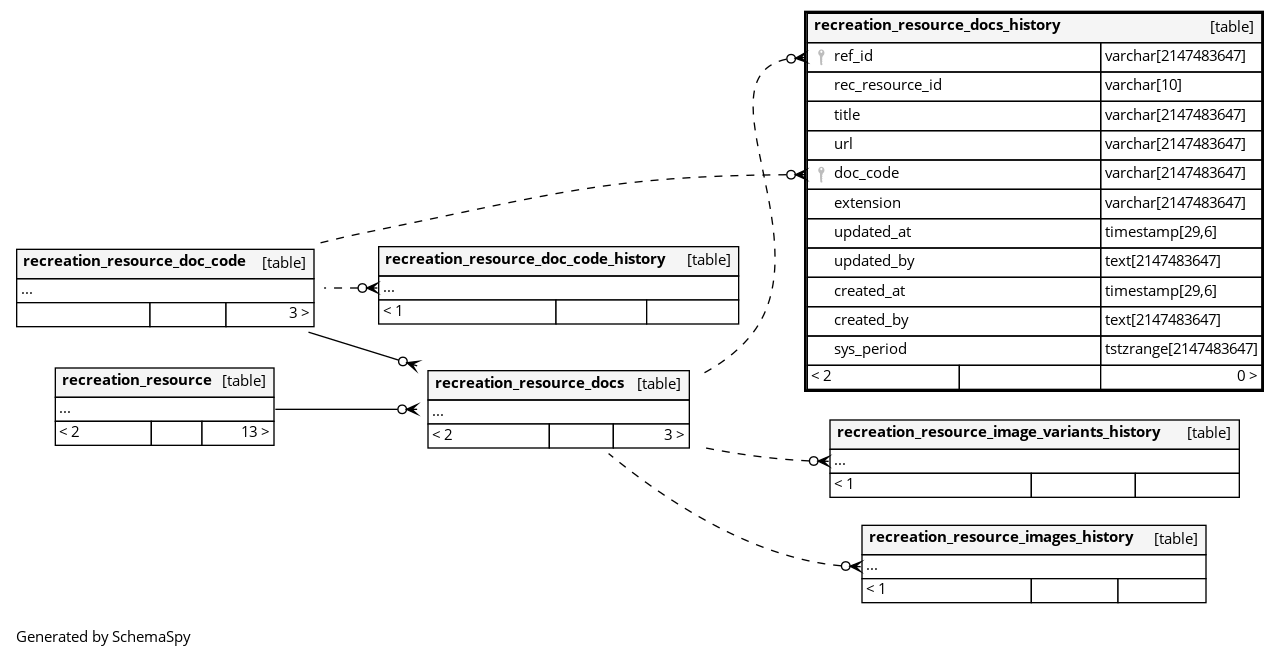 recreation_resource_docs_history [table]
ref_id varchar[2147483647]
rec_resource_id varchar[10]
title varchar[2147483647]
url varchar[2147483647]
doc_code varchar[2147483647]
extension varchar[2147483647]
updated_at timestamp[29,6]
updated_by text[2147483647]
created_at timestamp[29,6]
created_by text[2147483647]
sys_period tstzrange[2147483647]
< 2 0 >
recreation_resource_doc_code [table]
...
3 >
recreation_resource_doc_code_history [table]
...
< 1
recreation_resource [table]
...
< 2 13 >
recreation_resource_docs [table]
...
< 2 3 >
recreation_resource_image_variants_history [table]
...
< 1
recreation_resource_images_history [table]
...
< 1
Generated by SchemaSpy